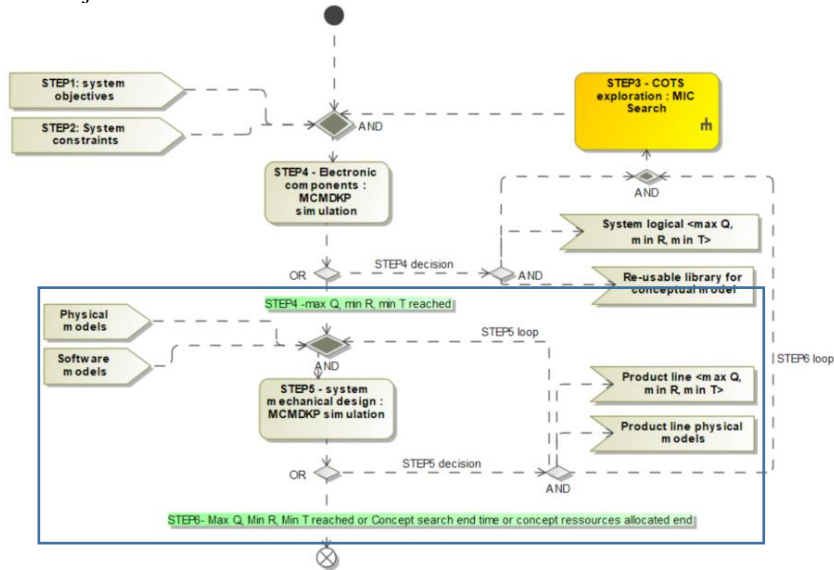 STEP1: system
objectives
STEP2: System
constraints
AND
STEP3 - COTS
exploration : MIC
Search
STEP4 - Electronic
components :
MCMDKP
simulation
AND
System logical <max Q,
min R, min T>
OR
STEP4 decision
AND
Re-usable library for
conceptual model
STEP4 -max Q, min R, min T reached
Physical
models
Software
models
AND
STEP5 loop
STEP6 loop
STEP5 - system
mechanical design :
MCMDKP simulation
Product line <max Q,
min R, min T>
Product line physical
models
OR
STEP5 decision
AND
STEP6- Max Q, Min R, Min T reached or Concept search end time or concept ressources allocated end